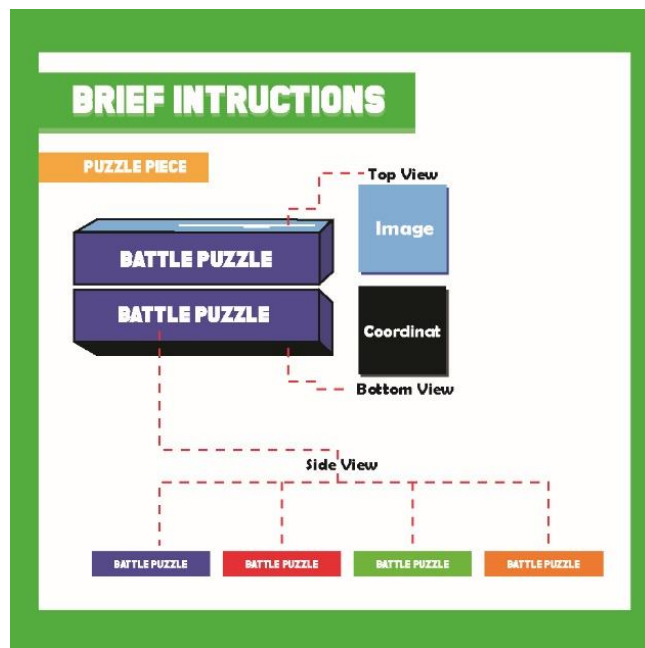 BRIEF INTRUCTIONS
PUZZLE PIECE
Top View
Image
BATTLE PUZZLE
BATTLE PUZZLE
Coordinat
Bottom View
Side View
BATTLE PUZZLE
BATTLE PUZZLE
BATTLE PUZZLE
BATTLE PUZZLE